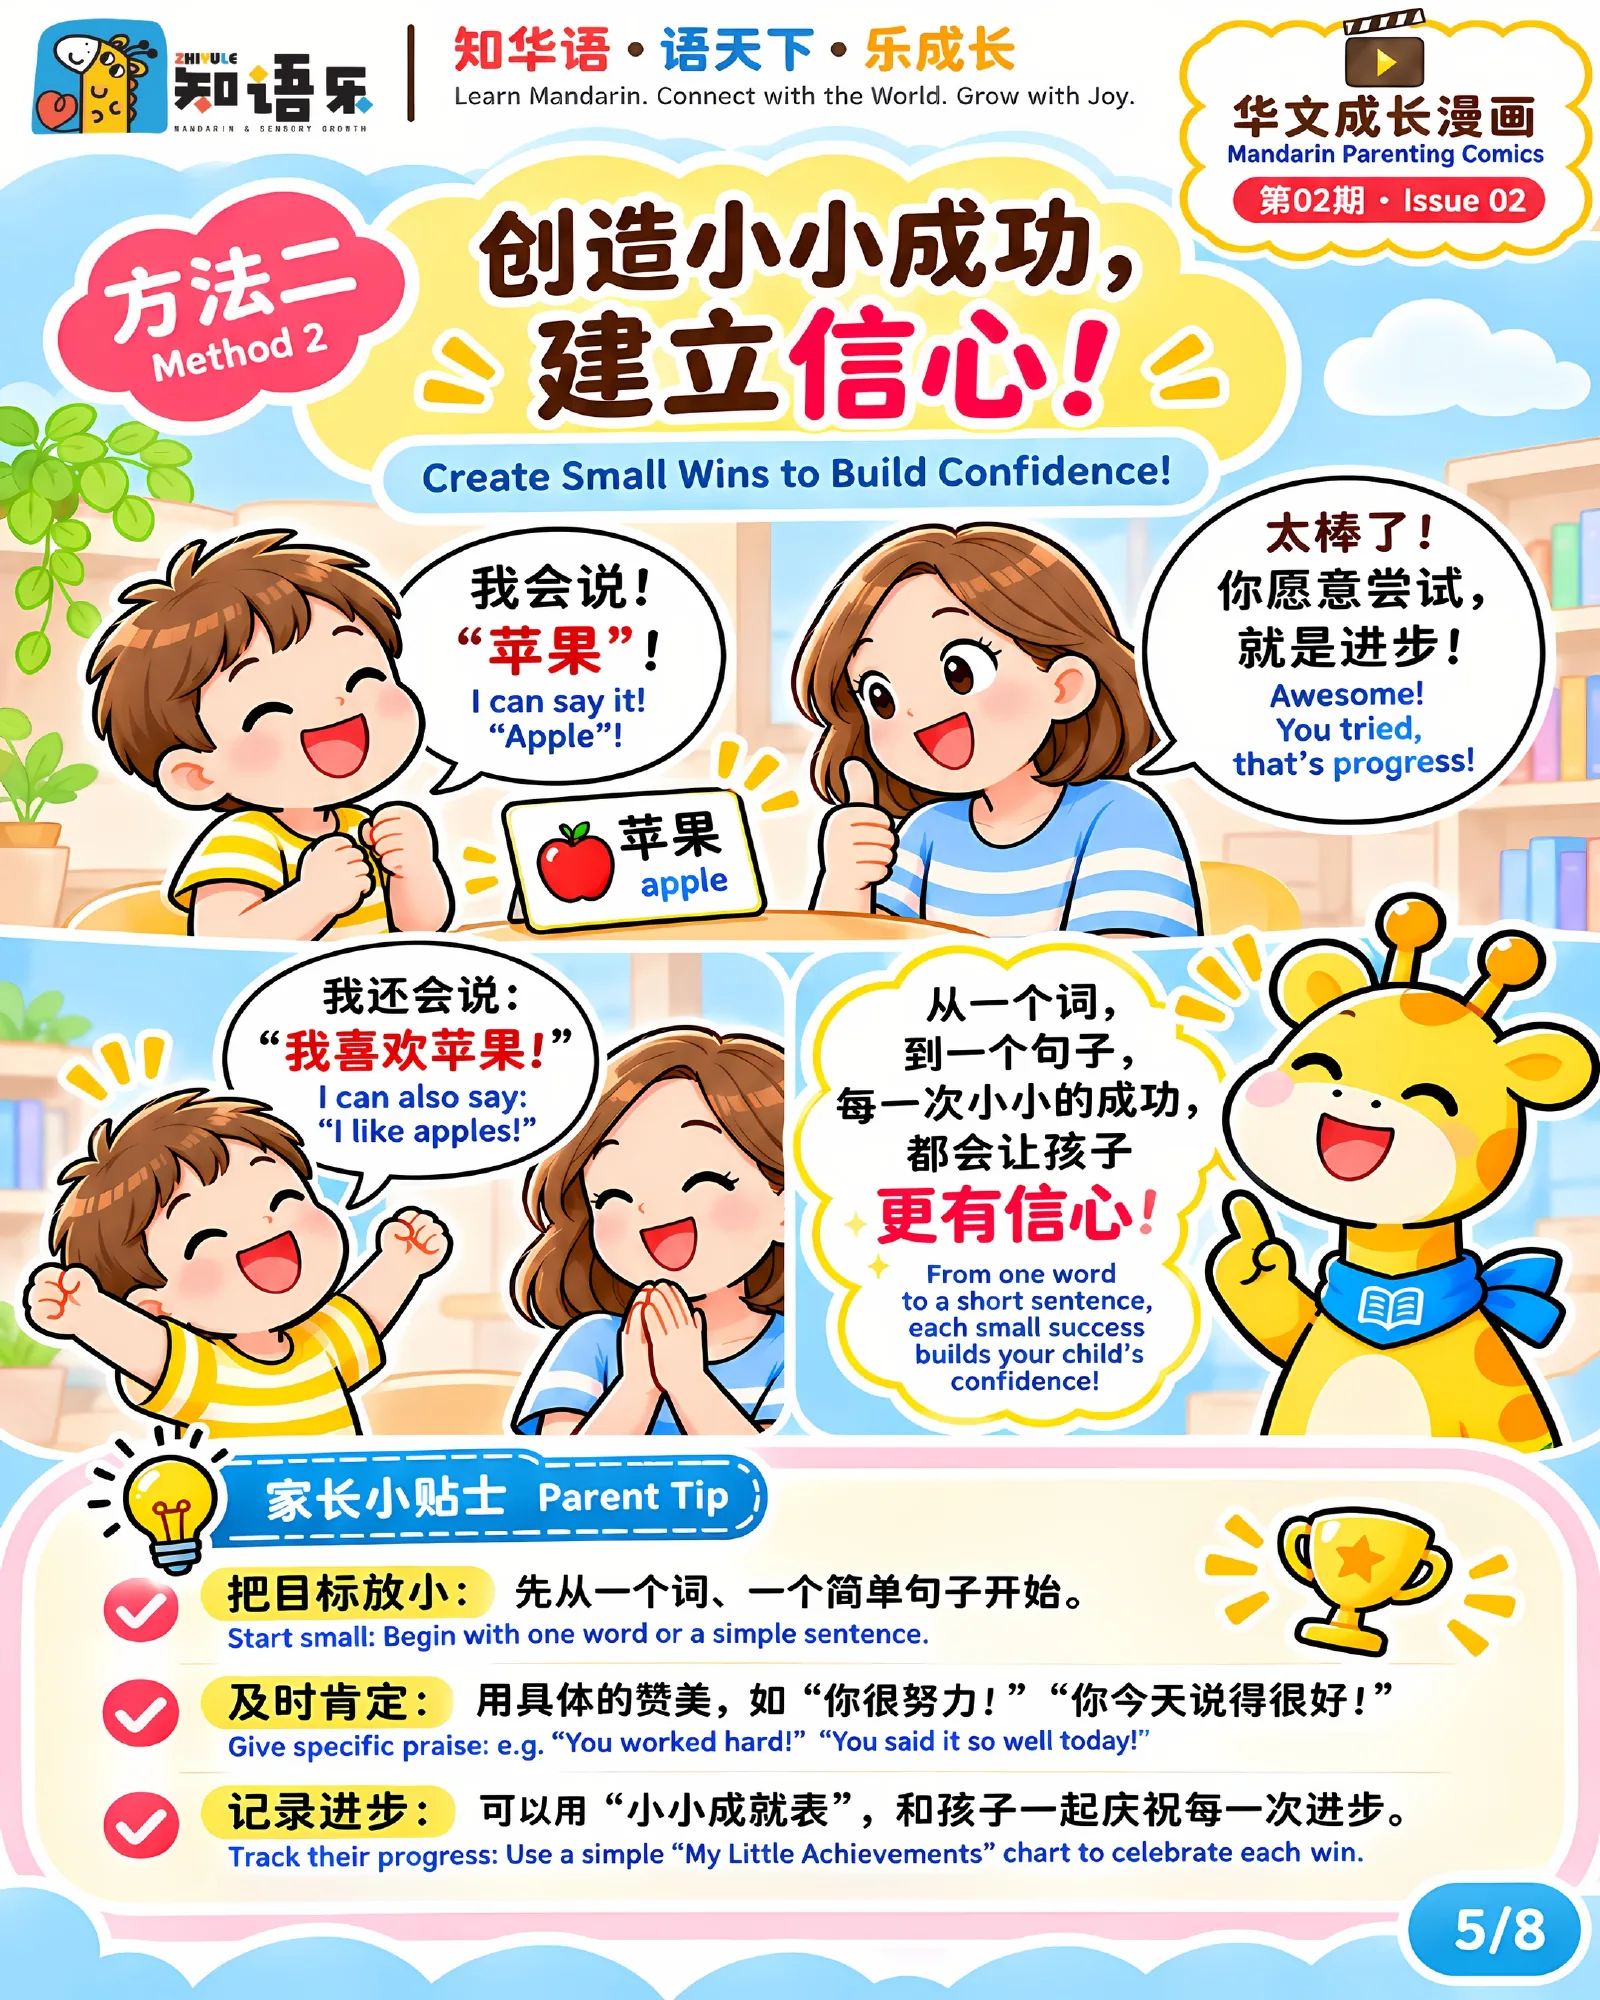 ZHIYULE
知语乐
MANDARIN & SENSORY GROWTH
知华语·语天下·乐成长
Learn Mandarin. Connect with the World. Grow with Joy.
华文成长漫画
Mandarin Parenting Comics
第02期 · Issue 02
方法二
Method 2
创造小小成功，
建立信心！
Create Small Wins to Build Confidence!
我会说！
“苹果”！
I can say it!
“Apple”!
太棒了！
你愿意尝试，
就是进步！
Awesome!
You tried,
that’s progress!
苹果
apple
我还会说：
“我喜欢苹果！”
I can also say:
“I like apples!”
从一个词，
到一个句子，
每一次小小的成功，
都会让孩子
更有信心！
From one word
to a short sentence,
each small success
builds your child’s
confidence!
家长小贴士 Parent Tip
把目标放小： 先从一个词、一个简单句子开始。
Start small: Begin with one word or a simple sentence.
及时肯定： 用具体的赞美，如“你很努力！”“你今天说得很好！”
Give specific praise: e.g. “You worked hard!” “You said it so well today!”
记录进步： 可以用“小小成就表”，和孩子一起庆祝每一次进步。
Track their progress: Use a simple “My Little Achievements” chart to celebrate each win.
5/8